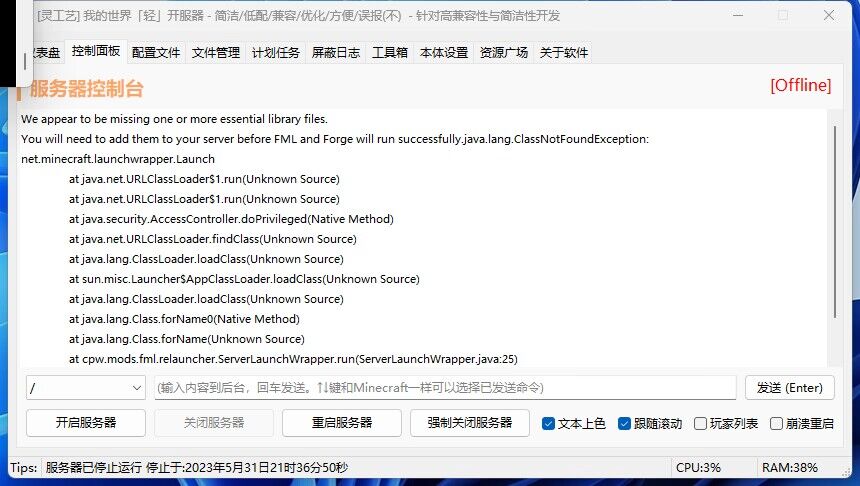 [灵工艺] 我的世界「轻」开服器 - 简洁/低配/兼容/优化/方便/误报(不) - 针对高兼容性与简洁性开发
表盘 控制面板 配置文件 文件管理 计划任务 屏蔽日志 工具箱 本体设置 资源广场 关于软件
服务器控制台 [Offline]
We appear to be missing one or more essential library files.
You will need to add them to your server before FML and Forge will run successfully.java.lang.ClassNotFoundException:
net.minecraft.launchwrapper.Launch
at java.net.URLClassLoader$1.run(Unknown Source)
at java.net.URLClassLoader$1.run(Unknown Source)
at java.security.AccessController.doPrivileged(Native Method)
at java.net.URLClassLoader.findClass(Unknown Source)
at java.lang.ClassLoader.loadClass(Unknown Source)
at sun.misc.Launcher$AppClassLoader.loadClass(Unknown Source)
at java.lang.ClassLoader.loadClass(Unknown Source)
at java.lang.Class.forName0(Native Method)
at java.lang.Class.forName(Unknown Source)
at cpw.mods.fml.relauncher.ServerLaunchWrapper.run(ServerLaunchWrapper.java:25)
/ (输入内容到后台，回车发送。↑↓键和Minecraft一样可以选择已发送命令) 发送 (Enter)
开启服务器 关闭服务器 重启服务器 强制关闭服务器 文本上色 跟随滚动 玩家列表 崩溃重启
Tips: 服务器已停止运行 停止于:2023年5月31日21时36分50秒 CPU:3% RAM:38%